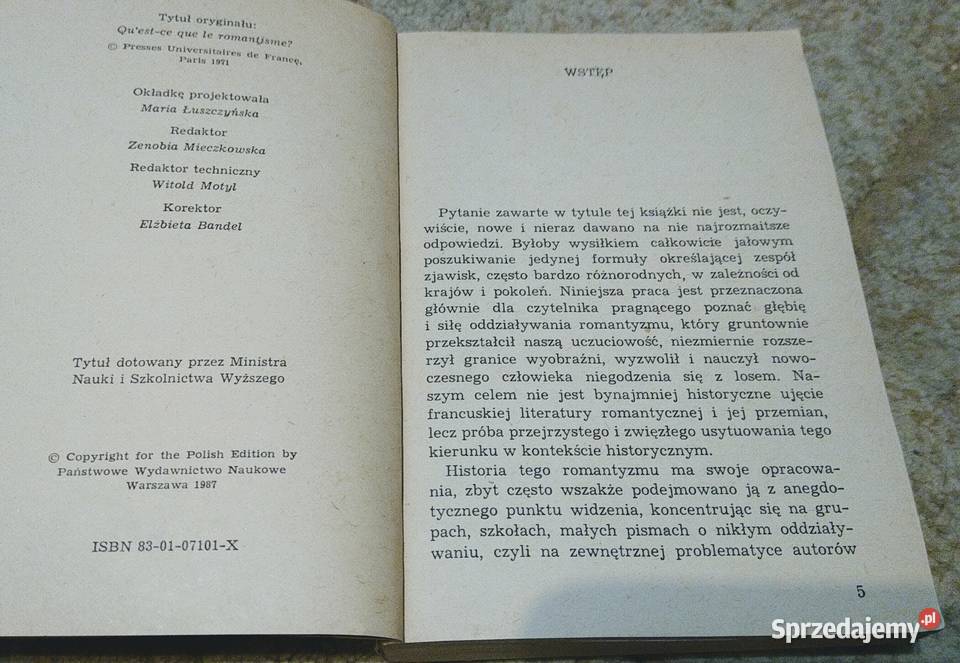 Tytuł oryginału:
Qu'est-ce que le romantisme?
© Presses Universitaires de France,
Paris 1971
Okładkę projektowała
Maria Łuszczyńska
Redaktor
Zenobia Mieczkowska
Redaktor techniczny
Witold Motyl
Korektor
Elżbieta Bandel
Tytuł dotowany przez Ministra
Nauki i Szkolnictwa Wyższego
© Copyright for the Polish Edition by
Państwowe Wydawnictwo Naukowe
Warszawa 1987
ISBN 83-01-07101-X
WSTĘP
Pytanie zawarte w tytule tej książki nie jest, oczy-
wiście, nowe i nieraz dawano na nie najrozmaitsze
odpowiedzi. Byłoby wysiłkiem całkowicie jałowym
poszukiwanie jedynej formuły określającej zespół
zjawisk, często bardzo różnorodnych, w zależności od
krajów i pokoleń. Niniejsza praca jest przeznaczona
głównie dla czytelnika pragnącego poznać głębię
i siłę oddziaływania romantyzmu, który gruntownie
przekształcił naszą uczuciowość, niezmiernie rozsze-
rzył granice wyobraźni, wyzwolił i nauczył nowo-
czesnego człowieka niegodzenia się z losem. Na-
szym celem nie jest bynajmniej historyczne ujęcie
francuskiej literatury romantycznej i jej przemian,
lecz próba przejrzystego i zwięzłego usytuowania tego
kierunku w kontekście historycznym.
Historia tego romantyzmu ma swoje opracowa-
nia, zbyt często wszakże podejmowano ją z anegdo-
tycznego punktu widzenia, koncentrując się na gru-
pach, szkołach, małych pismach o nikłym oddziały-
waniu, czyli na zewnętrznej problematyce autorów
5
Sprzedajemy.pl